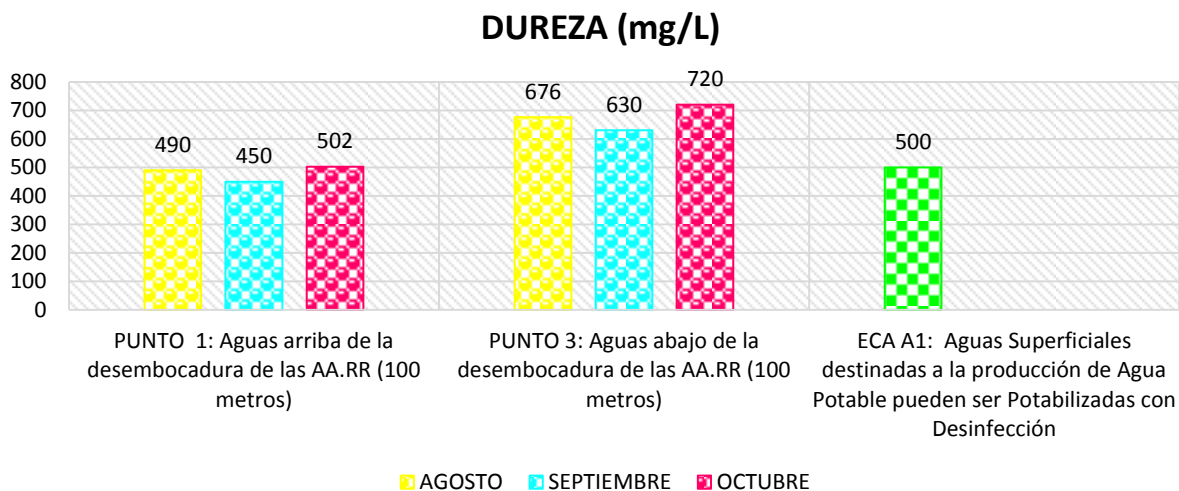 DUREZA (mg/L)
800
700
600
500
400
300
200
100
0
490
450
502
676
630
720
500
PUNTO 1: Aguas arriba de la
desembocadura de las AA.RR (100
metros)
PUNTO 3: Aguas abajo de la
desembocadura de las AA.RR (100
metros)
ECA A1: Aguas Superficiales
destinadas a la producción de Agua
Potable pueden ser Potabilizadas con
Desinfección
AGOSTO SEPTIEMBRE OCTUBRE